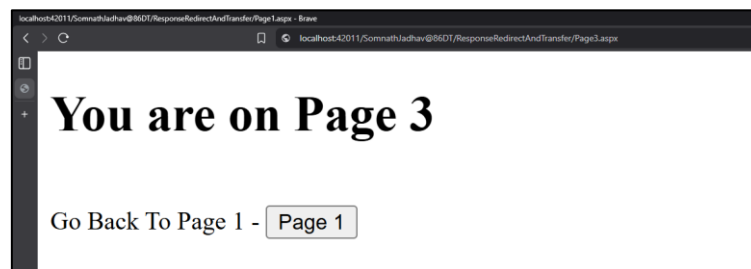 localhost:42011/SomnathJadhav@86DT/ResponseRedirectAndTransfer/Page1.aspx - Brave
localhost:42011/SomnathJadhav@86DT/ResponseRedirectAndTransfer/Page3.aspx
You are on Page 3
Go Back To Page 1 - Page 1